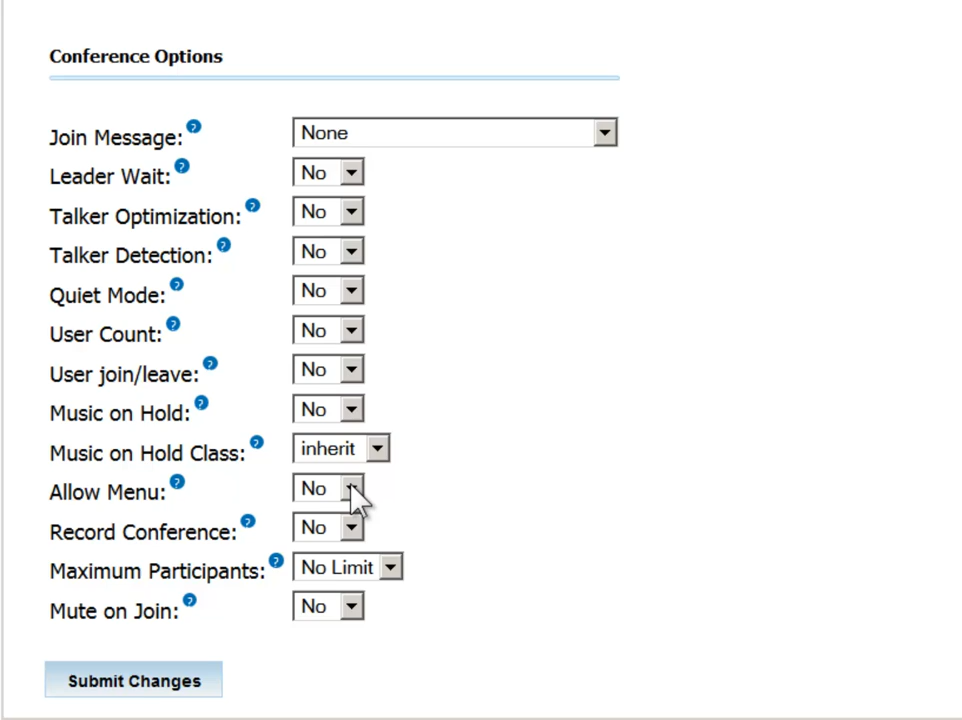 Conference Options
Join Message: ? None
Leader Wait: ? No
Talker Optimization: ? No
Talker Detection: ? No
Quiet Mode: ? No
User Count: ? No
User join/leave: ? No
Music on Hold: ? No
Music on Hold Class: ? inherit
Allow Menu: ? No
Record Conference: ? No
Maximum Participants: ? No Limit
Mute on Join: ? No
Submit Changes